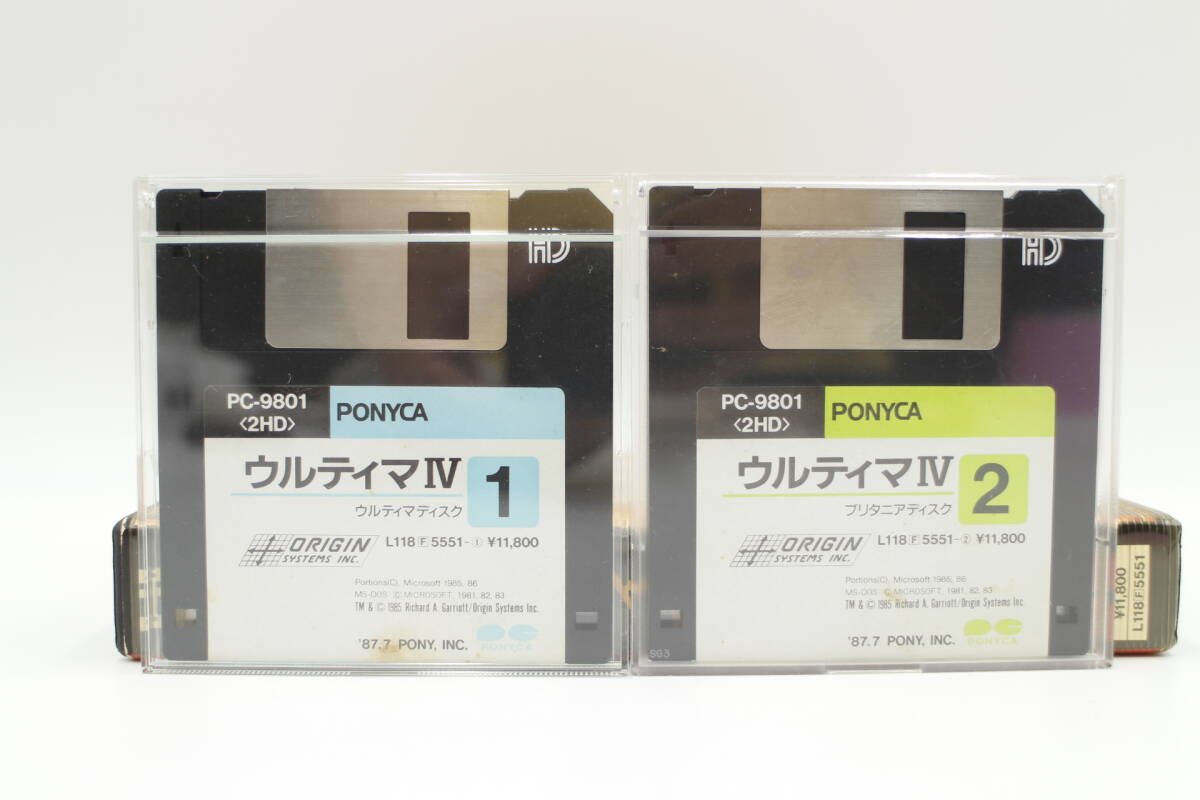 HD
PC-9801
〈2HD〉
PONYCA
ウルティマIV
1
ウルティマディスク
ORIGIN
SYSTEMS INC.
L118 F 5551-① ¥11,800
Portions(C), Microsoft 1985, 86
MS-DOS ©MICROSOFT, 1981, 82, 83
TM & © 1985 Richard A. Garriott/Origin Systems Inc.
'87.7 PONY, INC.
PC
PONYCA
HD
PC-9801
〈2HD〉
PONYCA
ウルティマIV
2
ブリタニアディスク
ORIGIN
SYSTEMS INC.
L118 F 5551-② ¥11,800
Portions(C), Microsoft 1985, 86
MS-DOS ©MICROSOFT, 1981, 82, 83
TM & © 1985 Richard A. Garriott/Origin Systems Inc.
'87.7 PONY, INC.
PC
PONYCA
SG3
¥11,800
L118 F 5551